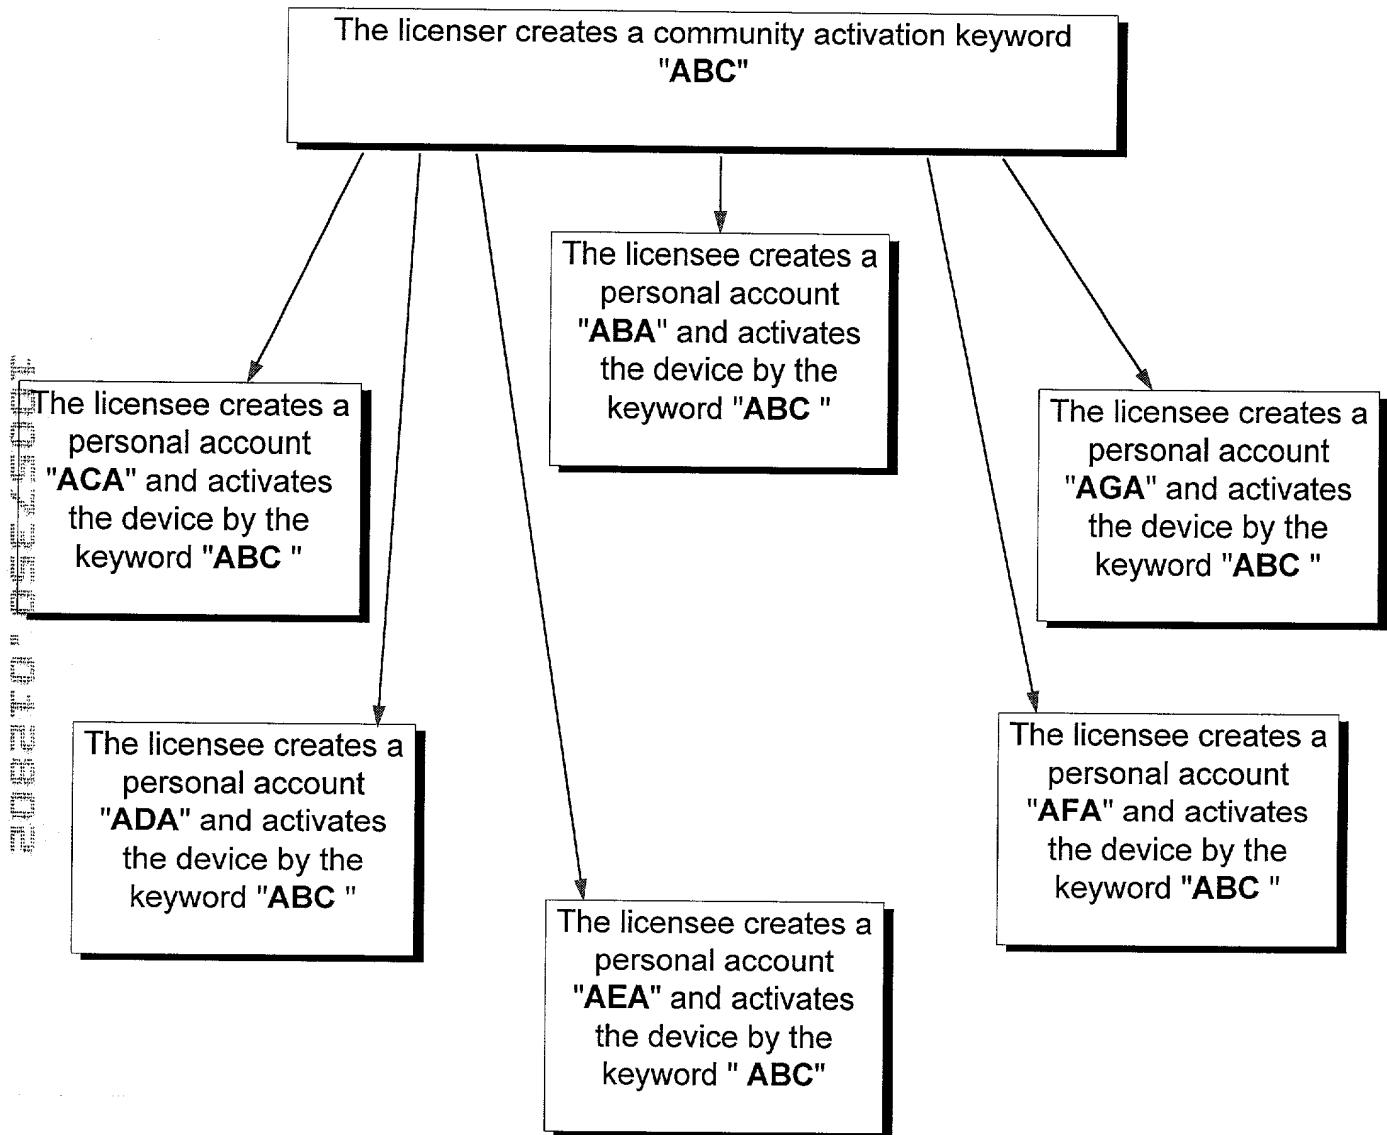 The licenser creates a community activation keyword
"ABC"
The licensee creates a
personal account
"ABA" and activates
the device by the
keyword "ABC "
The licensee creates a
personal account
"ACA" and activates
the device by the
keyword "ABC "
The licensee creates a
personal account
"AGA" and activates
the device by the
keyword "ABC "
The licensee creates a
personal account
"ADA" and activates
the device by the
keyword "ABC "
The licensee creates a
personal account
"AFA" and activates
the device by the
keyword "ABC "
The licensee creates a
personal account
"AEA" and activates
the device by the
keyword " ABC"